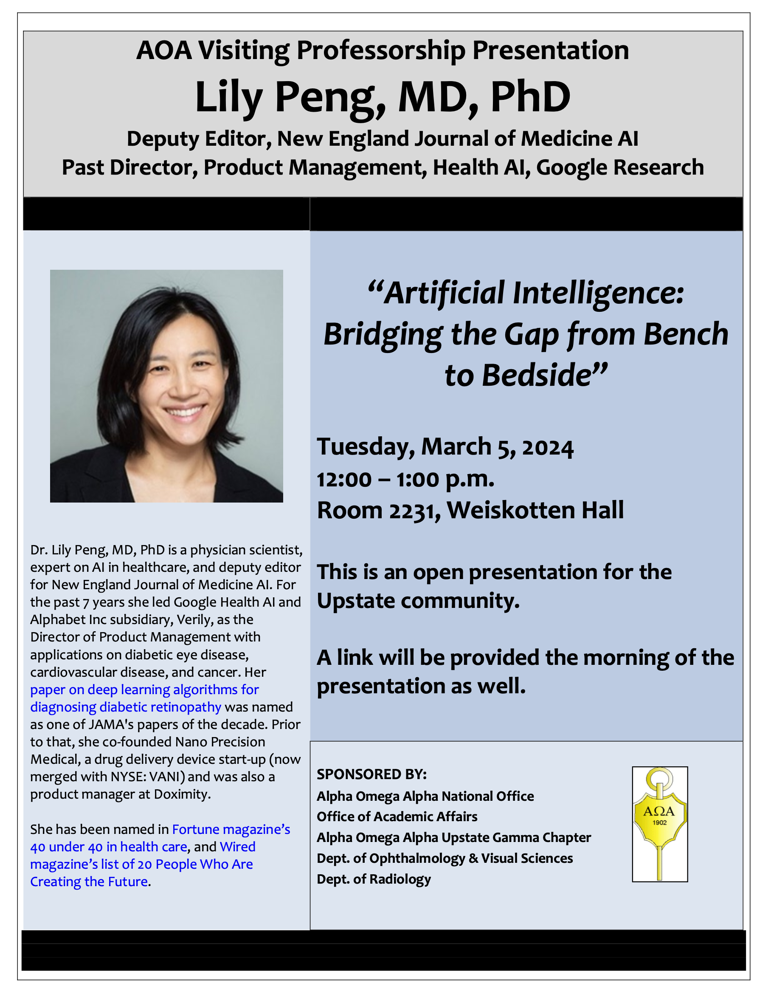 AOA Visiting Professorship Presentation
Lily Peng, MD, PhD
Deputy Editor, New England Journal of Medicine AI
Past Director, Product Management, Health AI, Google Research
Dr. Lily Peng, MD, PhD is a physician scientist,
expert on AI in healthcare, and deputy editor
for New England Journal of Medicine AI. For
the past 7 years she led Google Health AI and
Alphabet Inc subsidiary, Verily, as the
Director of Product Management with
applications on diabetic eye disease,
cardiovascular disease, and cancer. Her
paper on deep learning algorithms for
diagnosing diabetic retinopathy was named
as one of JAMA's papers of the decade. Prior
to that, she co-founded Nano Precision
Medical, a drug delivery device start-up (now
merged with NYSE: VANI) and was also a
product manager at Doximity.
She has been named in Fortune magazine’s
40 under 40 in health care, and Wired
magazine’s list of 20 People Who Are
Creating the Future.
“Artificial Intelligence:
Bridging the Gap from Bench
to Bedside”
Tuesday, March 5, 2024
12:00 – 1:00 p.m.
Room 2231, Weiskotten Hall
This is an open presentation for the
Upstate community.
A link will be provided the morning of the
presentation as well.
SPONSORED BY:
Alpha Omega Alpha National Office
Office of Academic Affairs
Alpha Omega Alpha Upstate Gamma Chapter
Dept. of Ophthalmology & Visual Sciences
Dept. of Radiology
ΑΩΑ
1902